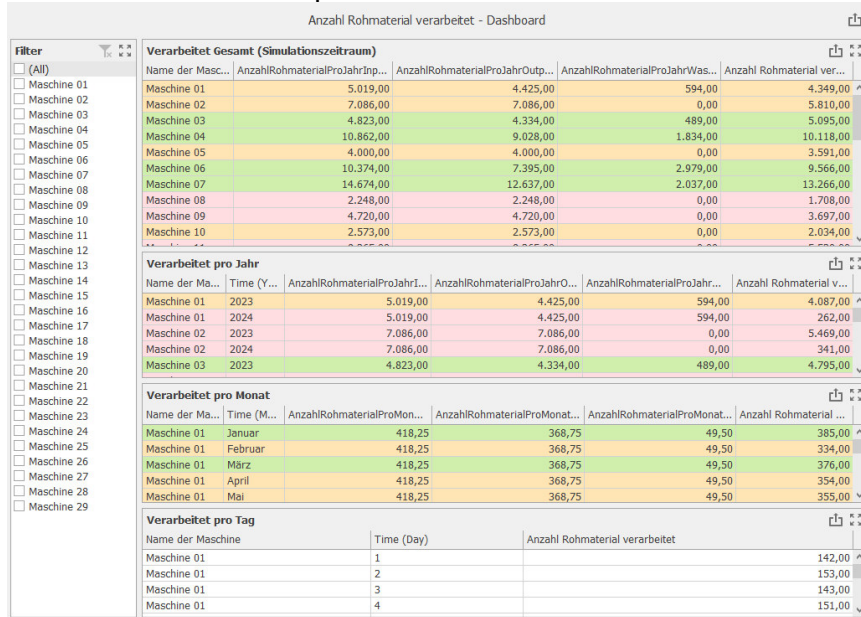 Anzahl Rohmaterial verarbeitet - Dashboard
Filter
(All)
Maschine 01
Maschine 02
Maschine 03
Maschine 04
Maschine 05
Maschine 06
Maschine 07
Maschine 08
Maschine 09
Maschine 10
Maschine 11
Maschine 12
Maschine 13
Maschine 14
Maschine 15
Maschine 16
Maschine 17
Maschine 18
Maschine 19
Maschine 20
Maschine 21
Maschine 22
Maschine 23
Maschine 24
Maschine 25
Maschine 26
Maschine 27
Maschine 28
Maschine 29
Verarbeitet Gesamt (Simulationszeitraum)
Name der Masc... AnzahlRohmaterialProJahrInp... AnzahlRohmaterialProJahrOutp... AnzahlRohmaterialProJahrWas... Anzahl Rohmaterial ver...
Maschine 01 5.019,00 4.425,00 594,00 4.349,00
Maschine 02 7.086,00 7.086,00 0,00 5.810,00
Maschine 03 4.823,00 4.334,00 489,00 5.095,00
Maschine 04 10.862,00 9.028,00 1.834,00 10.118,00
Maschine 05 4.000,00 4.000,00 0,00 3.591,00
Maschine 06 10.374,00 7.395,00 2.979,00 9.566,00
Maschine 07 14.674,00 12.637,00 2.037,00 13.266,00
Maschine 08 2.248,00 2.248,00 0,00 1.708,00
Maschine 09 4.720,00 4.720,00 0,00 3.697,00
Maschine 10 2.573,00 2.573,00 0,00 2.034,00
Verarbeitet pro Jahr
Name der Ma... Time (Y... AnzahlRohmaterialProJahrI... AnzahlRohmaterialProJahrO... AnzahlRohmaterialProJahr... Anzahl Rohmaterial v...
Maschine 01 2023 5.019,00 4.425,00 594,00 4.087,00
Maschine 01 2024 5.019,00 4.425,00 594,00 262,00
Maschine 02 2023 7.086,00 7.086,00 0,00 5.469,00
Maschine 02 2024 7.086,00 7.086,00 0,00 341,00
Maschine 03 2023 4.823,00 4.334,00 489,00 4.795,00
Verarbeitet pro Monat
Name der Ma... Time (M... AnzahlRohmaterialProMon... AnzahlRohmaterialProMonat... AnzahlRohmaterialProMonat... Anzahl Rohmaterial ...
Maschine 01 Januar 418,25 368,75 49,50 385,00
Maschine 01 Februar 418,25 368,75 49,50 334,00
Maschine 01 März 418,25 368,75 49,50 376,00
Maschine 01 April 418,25 368,75 49,50 354,00
Maschine 01 Mai 418,25 368,75 49,50 355,00
Verarbeitet pro Tag
Name der Maschine Time (Day) Anzahl Rohmaterial verarbeitet
Maschine 01 1 142,00
Maschine 01 2 153,00
Maschine 01 3 143,00
Maschine 01 4 151,00